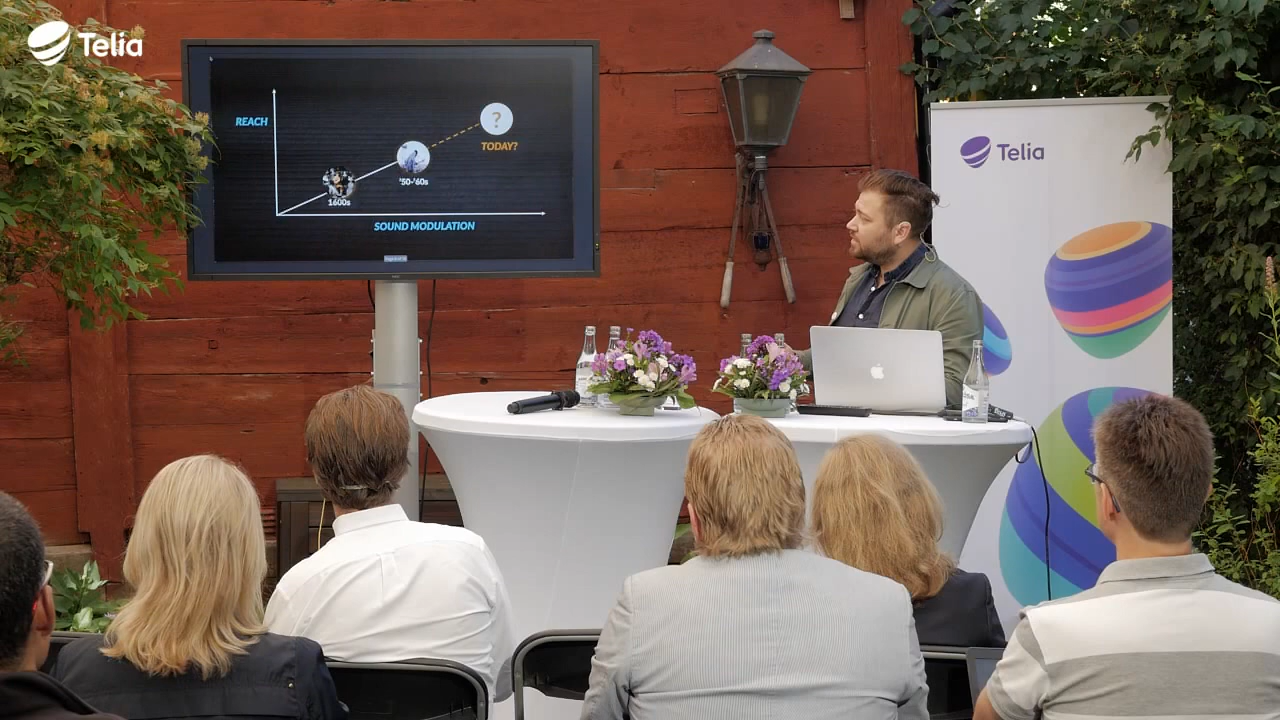 Telia
REACH
?
TODAY?
'50-'60s
1600s
SOUND MODULATION
Telia